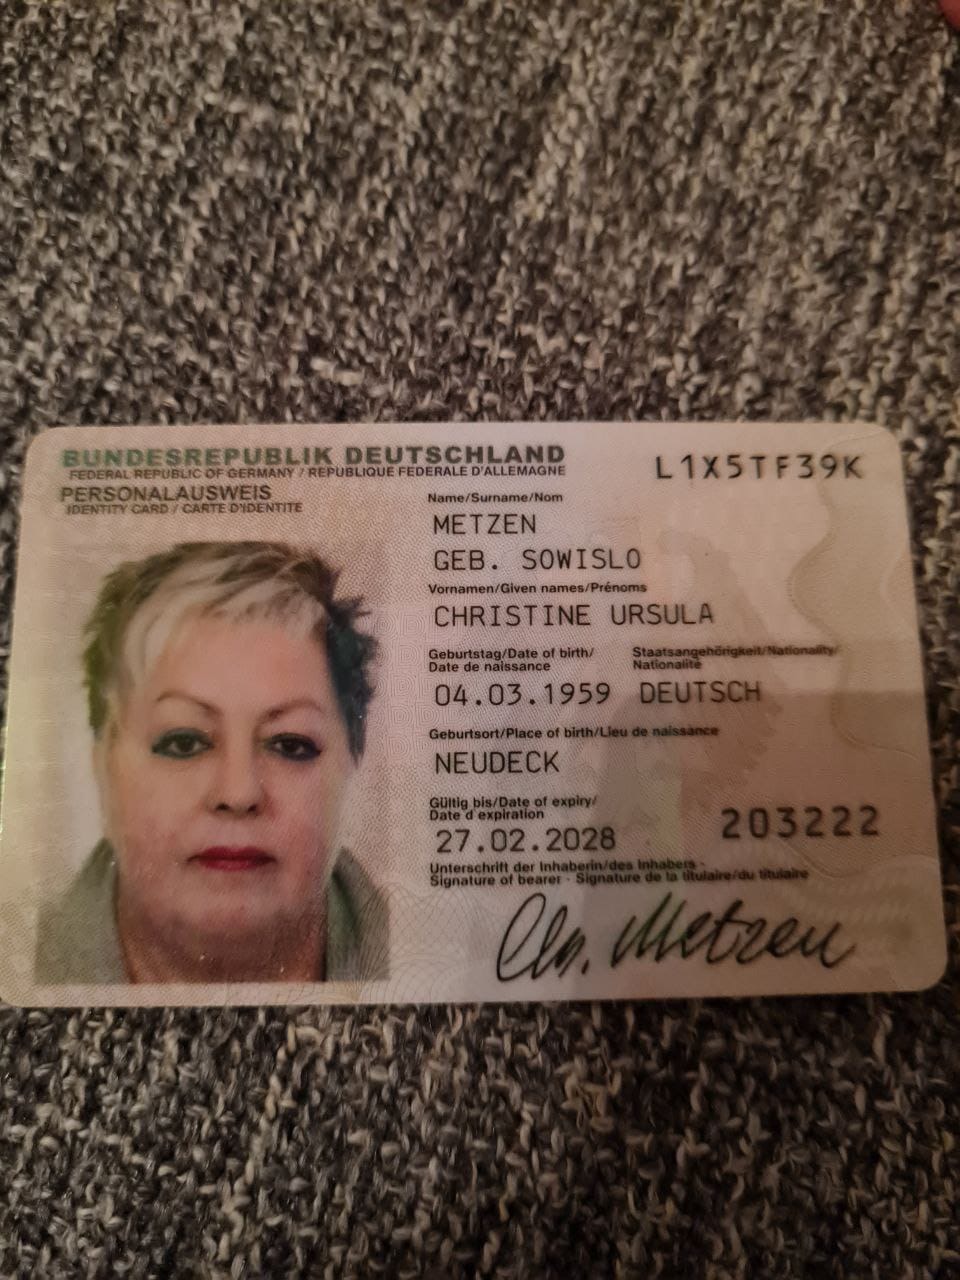 BUNDESREPUBLIK DEUTSCHLAND
FEDERAL REPUBLIC OF GERMANY / REPUBLIQUE FEDERALE D'ALLEMAGNE
L1X5TF39K
PERSONALAUSWEIS
IDENTITY CARD / CARTE D'IDENTITE
Name/Surname/Nom
METZEN
GEB. SOWISLO
Vornamen/Given names/Prénoms
CHRISTINE URSULA
Geburtstag/Date of birth/
Date de naissance
Staatsangehörigkeit/Nationality/
Nationalité
04.03.1959 DEUTSCH
Geburtsort/Place of birth/Lieu de naissance
NEUDECK
Gültig bis/Date of expiry/
Date d'expiration
27.02.2028
203222
Unterschrift der Inhaberin/des Inhabers -
Signature of bearer - Signature de la titulaire/du titulaire
Ch. Metzen